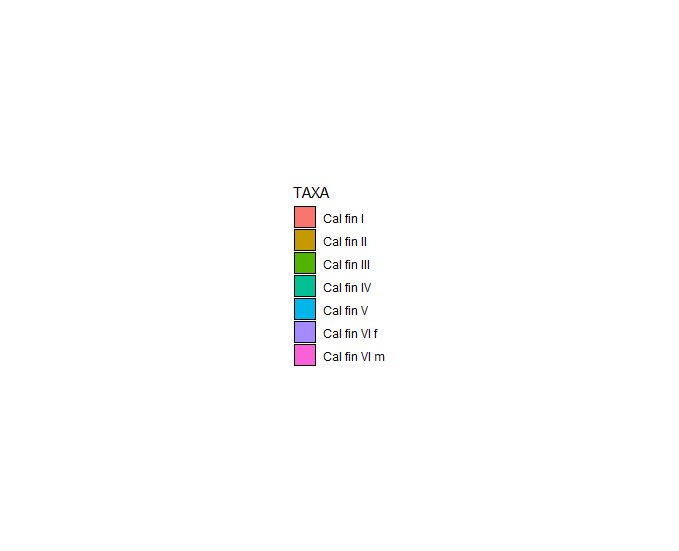 TAXA
Cal fin I
Cal fin II
Cal fin III
Cal fin IV
Cal fin V
Cal fin VI f
Cal fin VI m